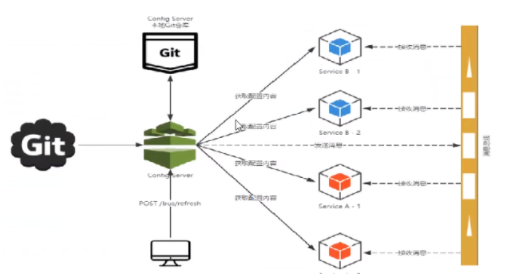 Config Server
本地Git仓库
Git
Service B - 1
接收消息
获取配置内容
Git
获取配置内容
Service B - 2
接收消息
发送消息
消息总线
Config Server
获取配置内容
接收消息
Service A - 1
获取配置内容
POST /bus/refresh
接收消息